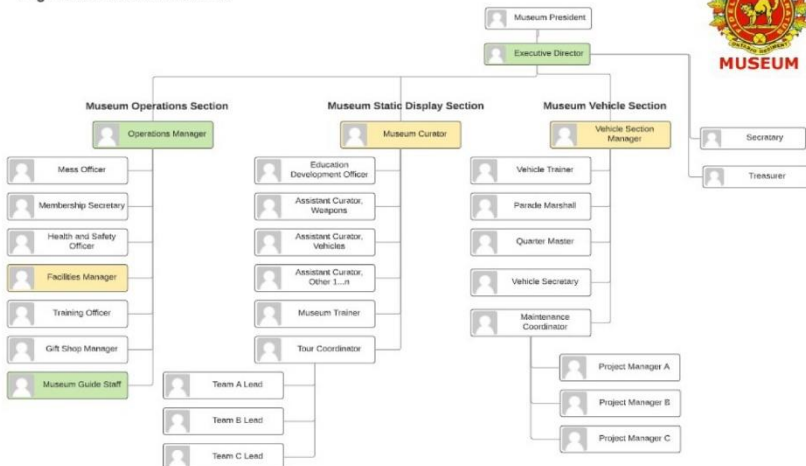 Museum President
Executive Director
MUSEUM
Museum Operations Section
Museum Static Display Section
Museum Vehicle Section
Operations Manager
Museum Curator
Vehicle Section
Manager
Secratary
Treasurer
Mess Officer
Membership Secretary
Health and Safety
Officer
Facilities Manager
Training Officer
Gift Shop Manager
Museum Guide Staff
Education
Development Officer
Assistant Curator,
Weapons
Assistant Curator,
Vehicles
Assistant Curator,
Other 1...n
Museum Trainer
Tour Coordinator
Team A Lead
Team B Lead
Team C Lead
Vehicle Trainer
Parade Marshall
Quarter Master
Vehicle Secretary
Maintenance
Coordinator
Project Manager A
Project Manager B
Project Manager C